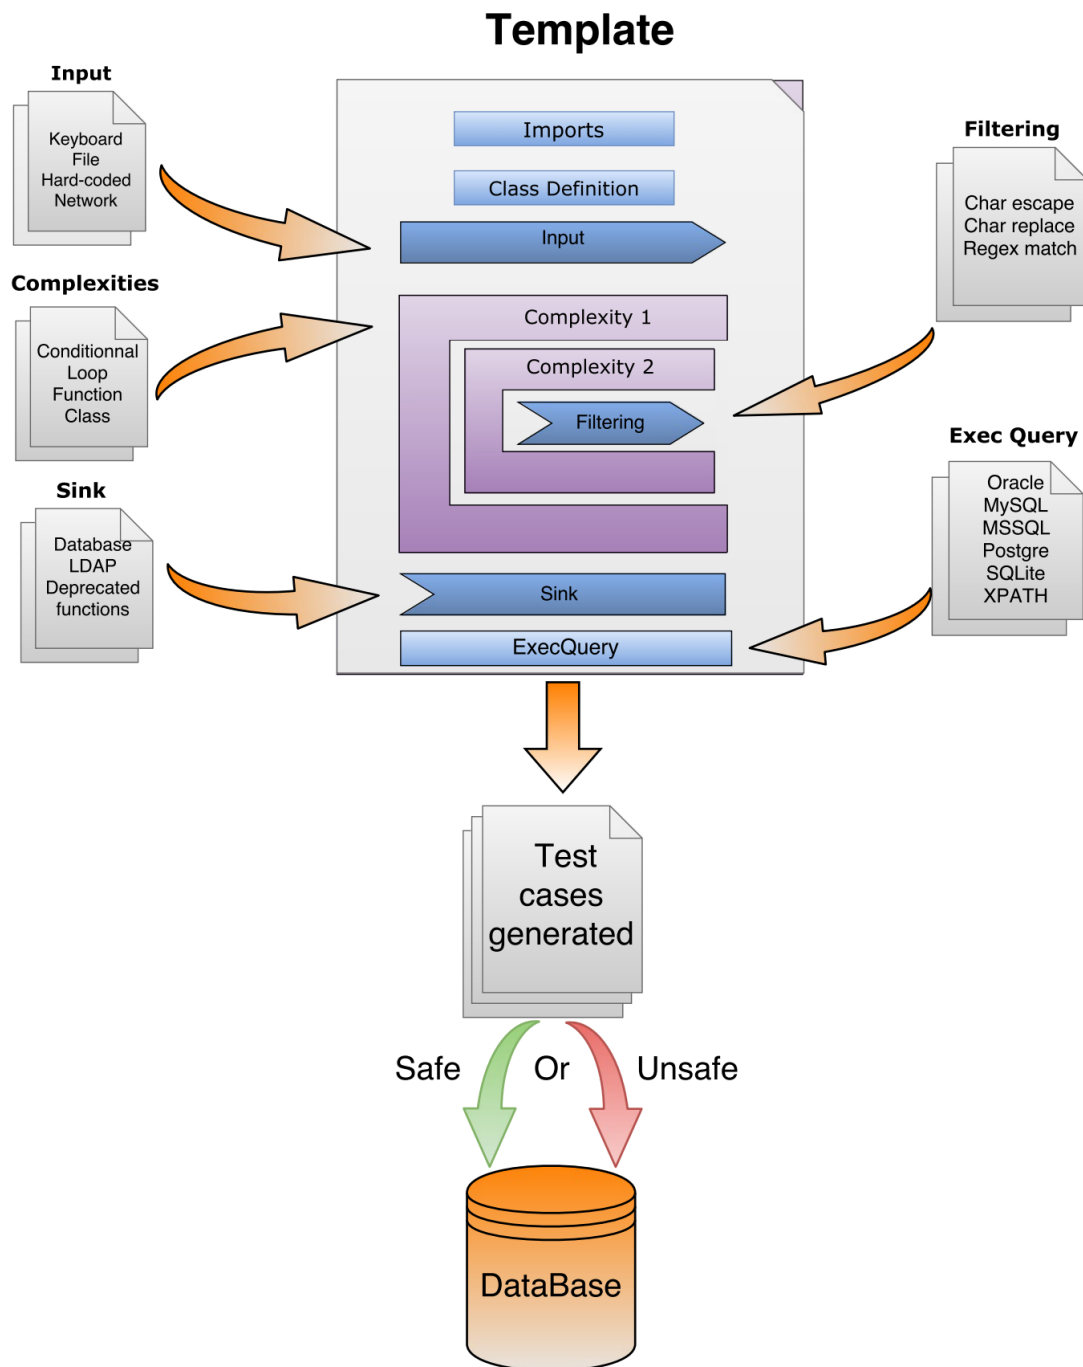 Template
Input
Keyboard
File
Hard-coded
Network
Complexities
Conditionnal
Loop
Function
Class
Sink
Database
LDAP
Deprecated
functions
Imports
Class Definition
Input
Complexity 1
Complexity 2
Filtering
Sink
ExecQuery
Filtering
Char escape
Char replace
Regex match
Exec Query
Oracle
MySQL
MSSQL
Postgre
SQLite
XPATH
Test
cases
generated
Safe Or Unsafe
DataBase